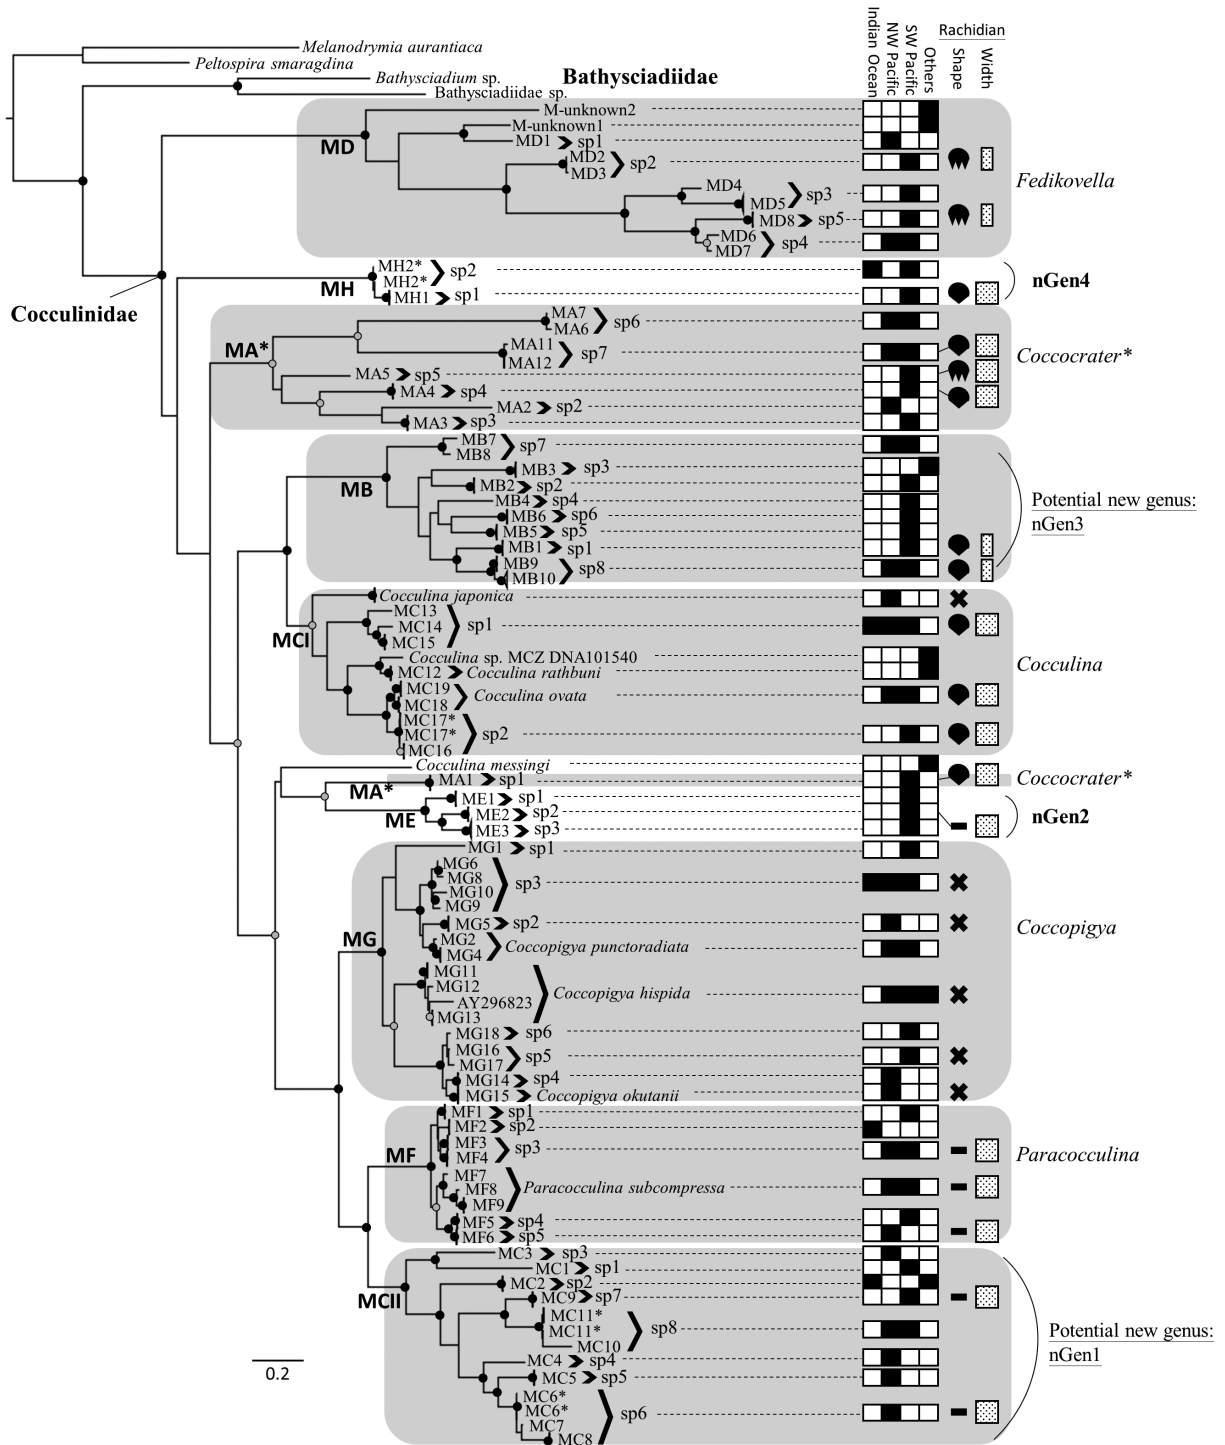 Indian Ocean
NW Pacific
SW Pacific
Others
Rachidian
Shape
Width
Melanodrymia aurantiaca
Peltospira smaragdina
Bathysciadium sp.
Bathysciadiidae
Bathysciadiidae sp.
M-unknown2
M-unknown1
MD
MD1 sp1
MD2
sp2
MD3
Fedikovella
MD4
sp3
MD5
MD8 sp5
MD6
sp4
MD7
MH2*
sp2
MH2*
MH
MH1 sp1
nGen4
Cocculinidae
MA7
sp6
MA6
MA*
MA11
sp7
MA12
Coccocrater*
MA5 sp5
MA4 sp4
MA2 sp2
MA3 sp3
MB7
sp7
MB8
MB3 sp3
MB
MB2 sp2
MB4 sp4
Potential new genus:
nGen3
MB6 sp6
MB5 sp5
MB1 sp1
MB9
sp8
MB10
Cocculina japonica
MC13
MC14
sp1
MCI
MC15
Cocculina sp. MCZ DNA101540
Cocculina
MC12 Cocculina rathbuni
MC19
Cocculina ovata
MC18
MC17*
MC17*
sp2
MC16
Cocculina messingi
MA1 sp1
Coccocrater*
MA*
ME1 sp1
ME2 sp2
ME
ME3 sp3
nGen2
MG1 sp1
MG6
MG8
sp3
MG10
MG9
MG5 sp2
Coccopigya
MG
MG2
Coccopigya punctoradiata
MG4
MG11
MG12
Coccopigya hispida
AY296823
MG13
MG18 sp6
MG16
sp5
MG17
MG14 sp4
MG15 Coccopigya okutanii
MF1 sp1
MF2 sp2
MF3
sp3
MF4
MF
Paracocculina
MF7
MF8
Paracocculina subcompressa
MF9
MF5 sp4
MF6 sp5
MC3 sp3
MC1 sp1
MC2 sp2
MCII
MC9 sp7
MC11*
MC11*
sp8
MC10
Potential new genus:
nGen1
MC4 sp4
MC5 sp5
0.2
MC6*
MC6*
sp6
MC7
MC8